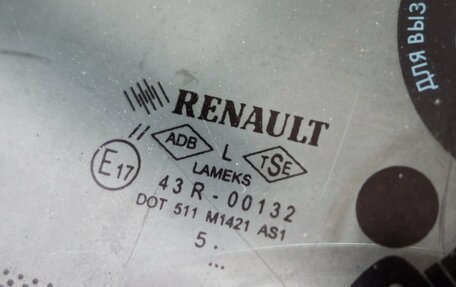 RENAULT
ADB L TSE
LAMEKS
E17
43R-00132
DOT 511 M1421 AS1
5.
...
ДЛЯ ВЫЗ